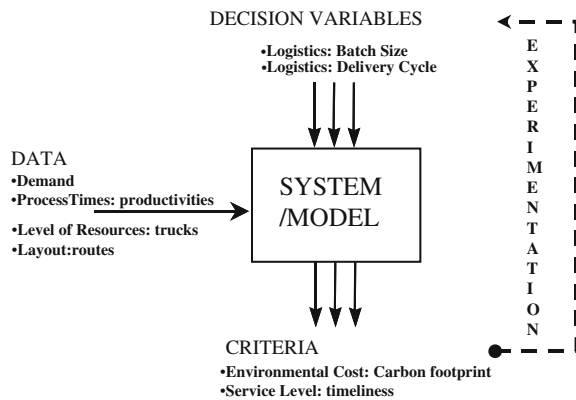 DECISION VARIABLES
•Logistics: Batch Size
•Logistics: Delivery Cycle
DATA
•Demand
•ProcessTimes: productivities
•Level of Resources: trucks
•Layout:routes
SYSTEM
/MODEL
CRITERIA
•Environmental Cost: Carbon footprint
•Service Level: timeliness
EXPERIMENTATION